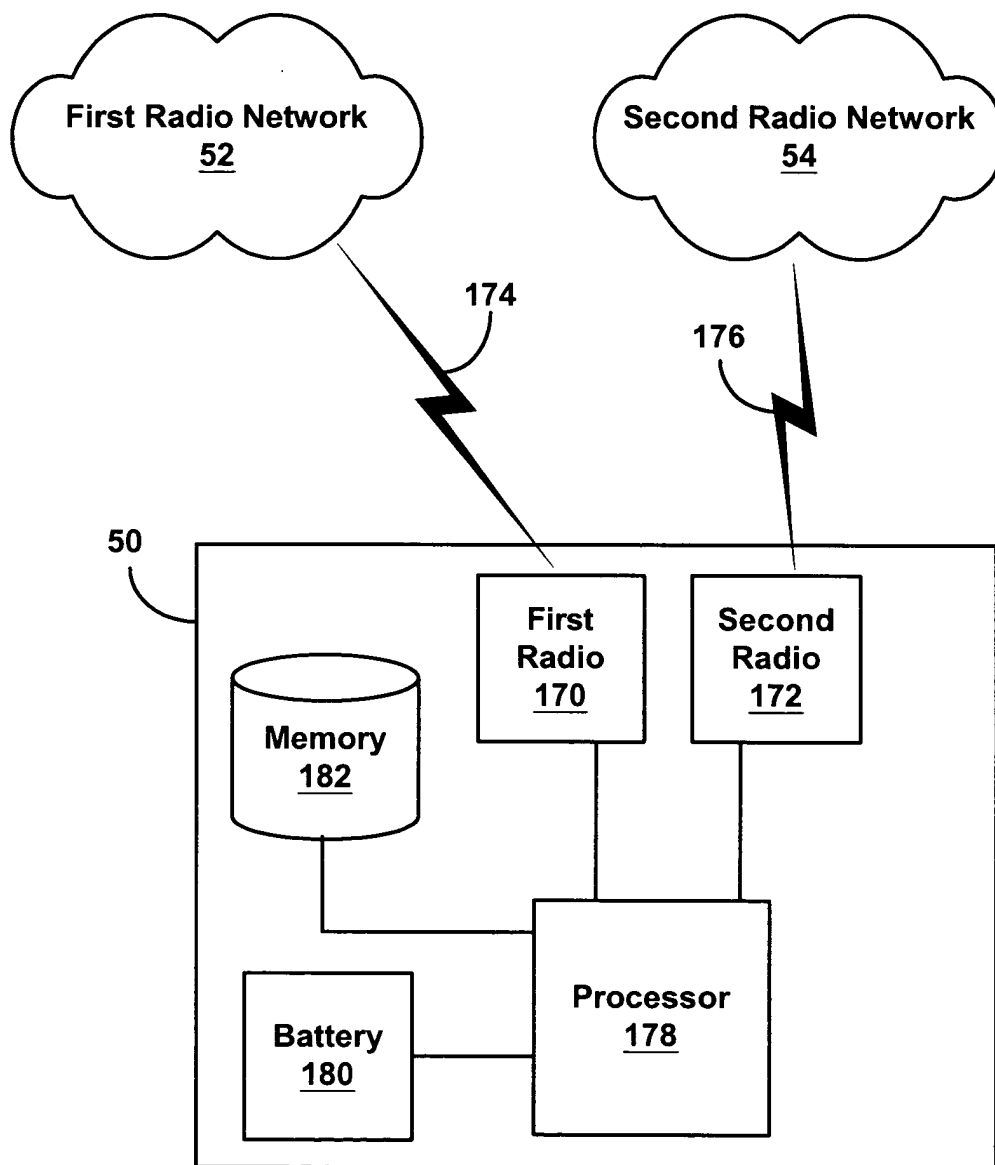 First Radio Network
52
Second Radio Network
54
174
176
50
First
Radio
170
Second
Radio
172
Memory
182
Processor
178
Battery
180